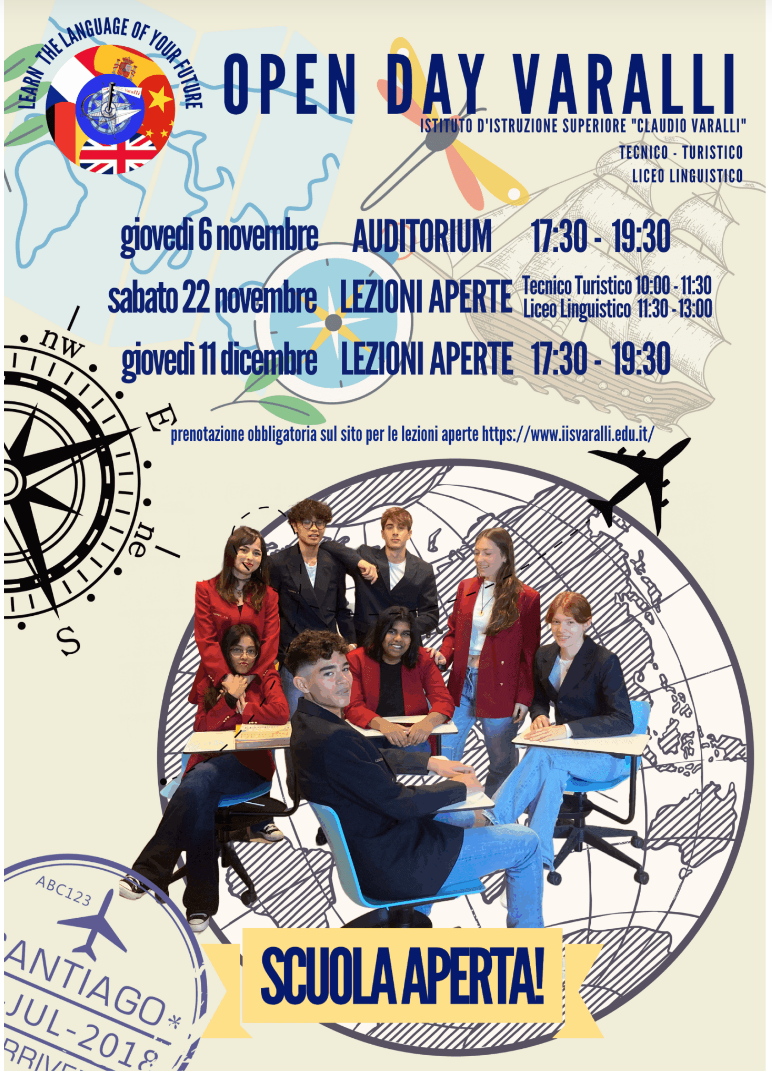 LEARN THE LANGUAGE OF YOUR FUTURE
varalli
OPEN DAY VARALLI
ISTITUTO D'ISTRUZIONE SUPERIORE "CLAUDIO VARALLI"
TECNICO - TURISTICO
LICEO LINGUISTICO
giovedì 6 novembre AUDITORIUM 17:30 - 19:30
sabato 22 novembre LEZIONI APERTE Tecnico Turistico 10:00 - 11:30
Liceo Linguistico 11:30 - 13:00
giovedì 11 dicembre LEZIONI APERTE 17:30 - 19:30
prenotazione obbligatoria sul sito per le lezioni aperte https://www.iisvaralli.edu.it/
nw
E
ne
S
ABC123
SANTIAGO*
-JUL-2018
ARRIVE
SCUOLA APERTA!